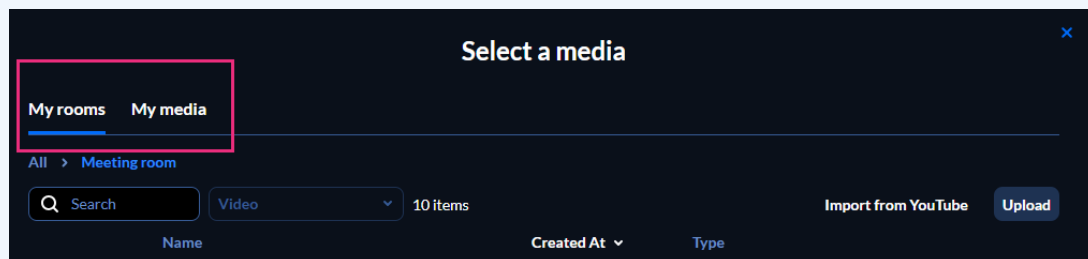 Select a media
My rooms My media
All > Meeting room
Search Video 10 items Import from YouTube Upload
Name Created At Type